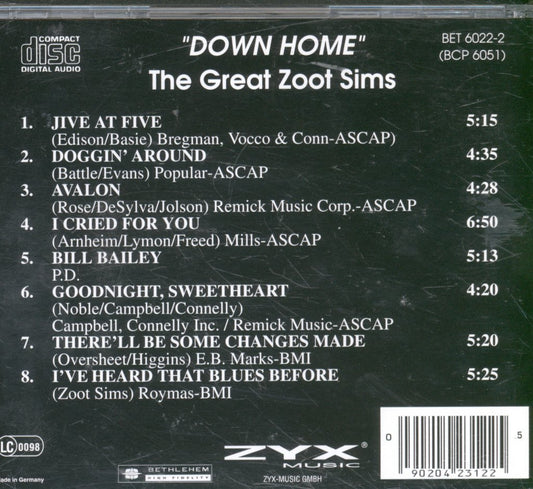 COMPACT
disc
DIGITAL AUDIO
"DOWN HOME"
The Great Zoot Sims
BET 6022-2
(BCP 6051)
1. JIVE AT FIVE 5:15
(Edison/Basie) Bregman, Vocco & Conn-ASCAP)
2. DOGGIN' AROUND 4:35
(Battle/Evans) Popular-ASCAP
3. AVALON 4:28
(Rose/DeSylva/Jolson) Remick Music Corp.-ASCAP
4. I CRIED FOR YOU 6:50
(Arnheim/Lymon/Freed) Mills-ASCAP
5. BILL BAILEY 5:13
P.D.
6. GOODNIGHT, SWEETHEART 4:20
(Noble/Campbell/Connelly)
Campbell, Connelly Inc. / Remick Music-ASCAP
7. THERE'LL BE SOME CHANGES MADE 5:20
(Oversheet/Higgins) E.B. Marks-BMI
8. I'VE HEARD THAT BLUES BEFORE 5:25
(Zoot Sims) Roymas-BMI
LC 0098
Made in Germany
BETHLEHEM
HIGH FIDELITY
ZYX®
MUSIC
ZYX-MUSIC GMBH
0 90204 23122 5